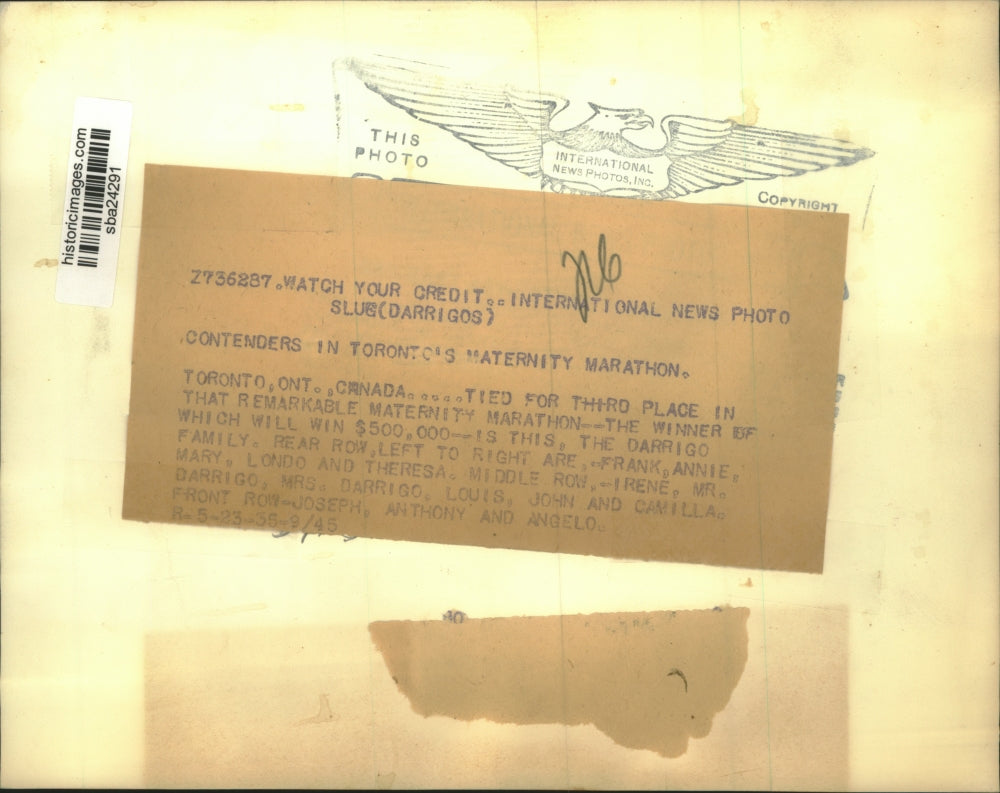 historicimages.com
sba24291
THIS
PHOTO
INTERNATIONAL
NEWS PHOTOS, INC.
COPYRIGHT
Z736287.WATCH YOUR CREDIT..INTERNATIONAL NEWS PHOTO
SLUG(DARRIGOS)
CONTENDERS IN TORONTO'S MATERNITY MARATHON.
TORONTO,ONT.,CANADA......TIED FOR THIRD PLACE IN
THAT REMARKABLE MATERNITY MARATHON--THE WINNER OF
WHICH WILL WIN $500,000--IS THIS, THE DARRIGO
FAMILY. REAR ROW,LEFT TO RIGHT ARE,-FRANK,ANNIE,
MARY, LONDO AND THERESA. MIDDLE ROW,-IRENE, MR.
DARRIGO, MRS. DARRIGO, LOUIS, JOHN AND CAMILLA.
FRONT ROW-JOSEPH, ANTHONY AND ANGELO.
R-5-23-35-9/45